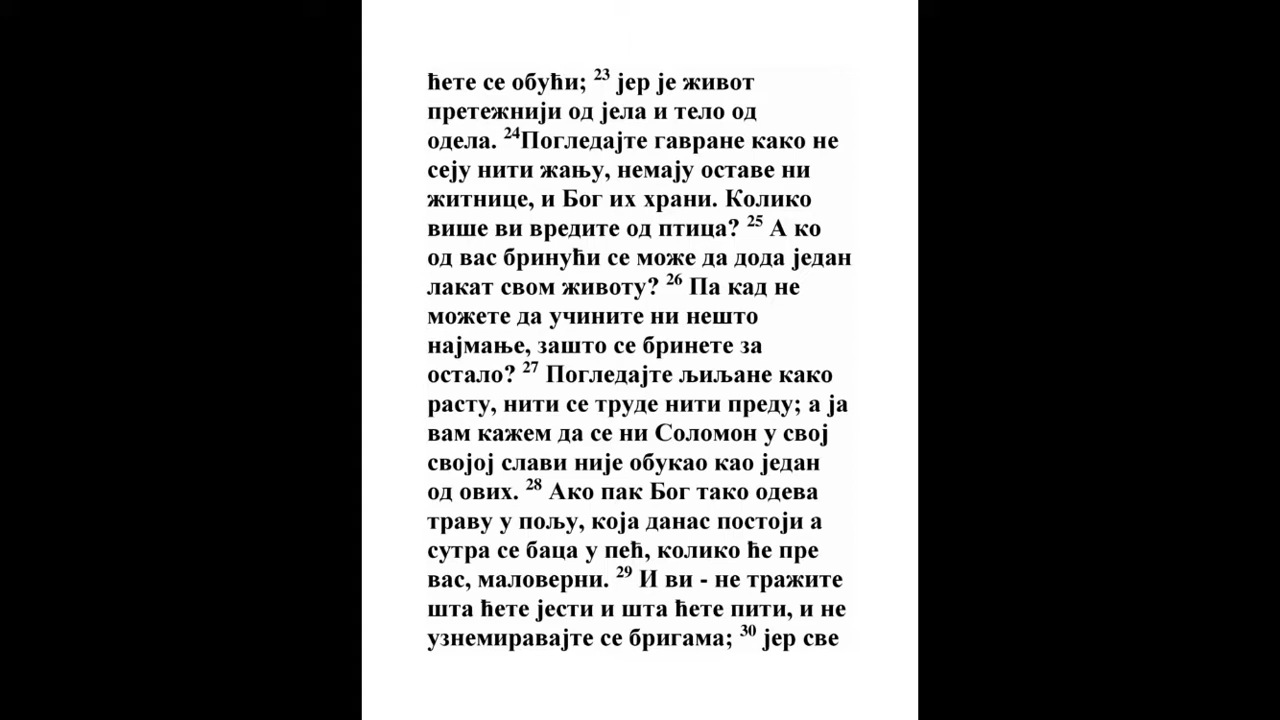 ћете се обући; 23 јер је живот
претежнији од јела и тело од
одела. 24Погледајте гавране како не
сеју нити жању, немају оставе ни
житнице, и Бог их храни. Колико
више ви вредите од птица? 25 А ко
од вас бринући се може да дода један
лакат свом животу? 26 Па кад не
можете да учините ни нешто
најмање, зашто се бринете за
остало? 27 Погледајте љиљане како
расту, нити се труде нити преду; а ја
вам кажем да се ни Соломон у свој
својој слави није обукао као један
од ових. 28 Ако пак Бог тако одева
траву у пољу, која данас постоји а
сутра се баца у пећ, колико ће пре
вас, маловерни. 29 И ви - не тражите
шта ћете јести и шта ћете пити, и не
узнемиравајте се бригама; 30 јер све